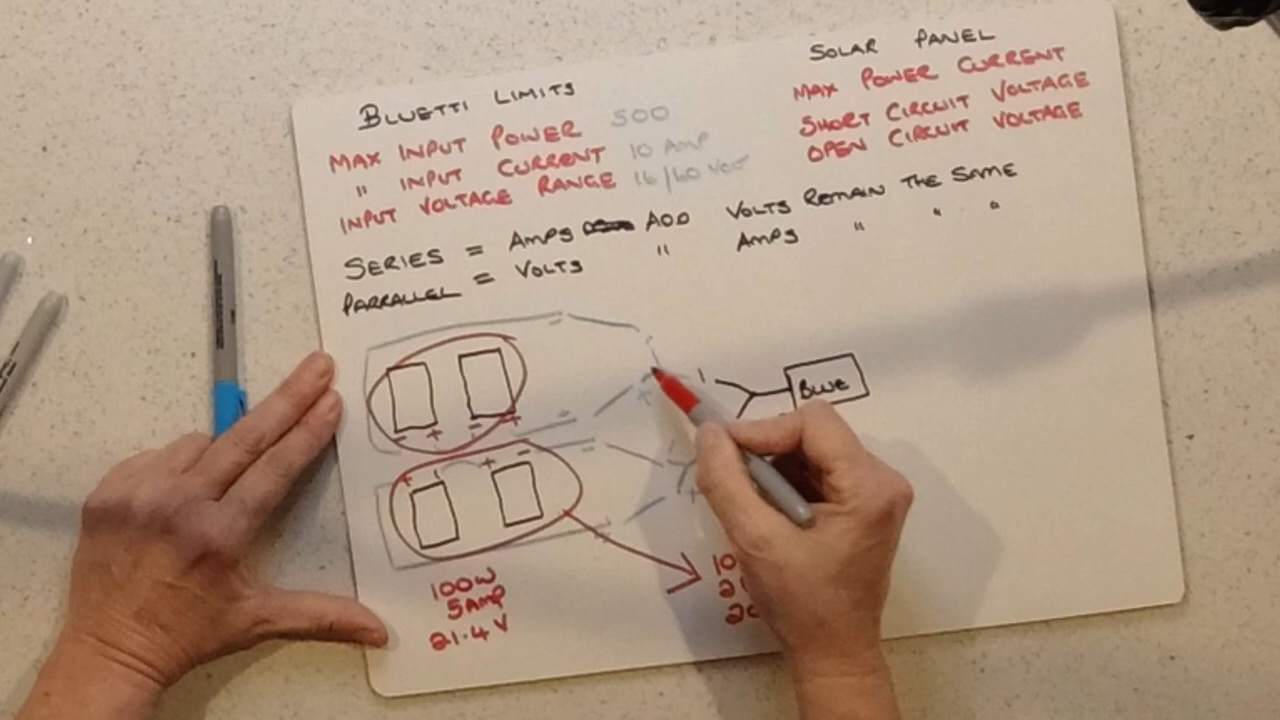 BLUETTI LIMITS
MAX INPUT POWER 500
" INPUT CURRENT 10 AMP
INPUT VOLTAGE RANGE 16/60 VOLT
SOLAR PANEL
MAX POWER CURRENT
SHORT CIRCUIT VOLTAGE
OPEN CIRCUIT VOLTAGE
SERIES = AMPS ADD VOLTS REMAIN THE SAME
PARRALLEL = VOLTS " AMPS " " "
- + - +
+ - + -
BLUE
100W
5AMP
21.4 V
10